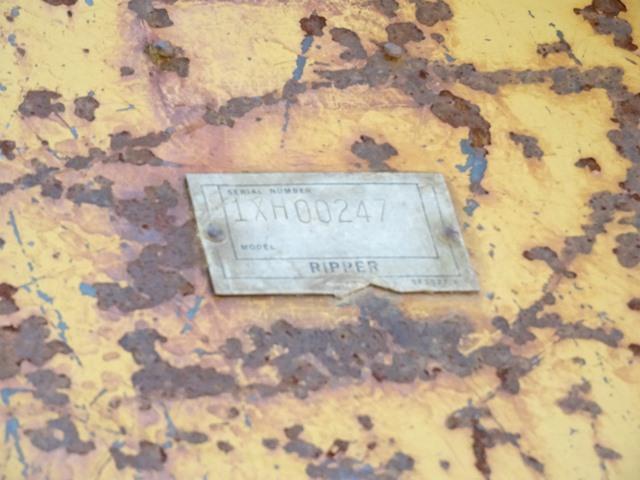 SERIAL NUMBER
1XH00247
MODEL
RIPPER